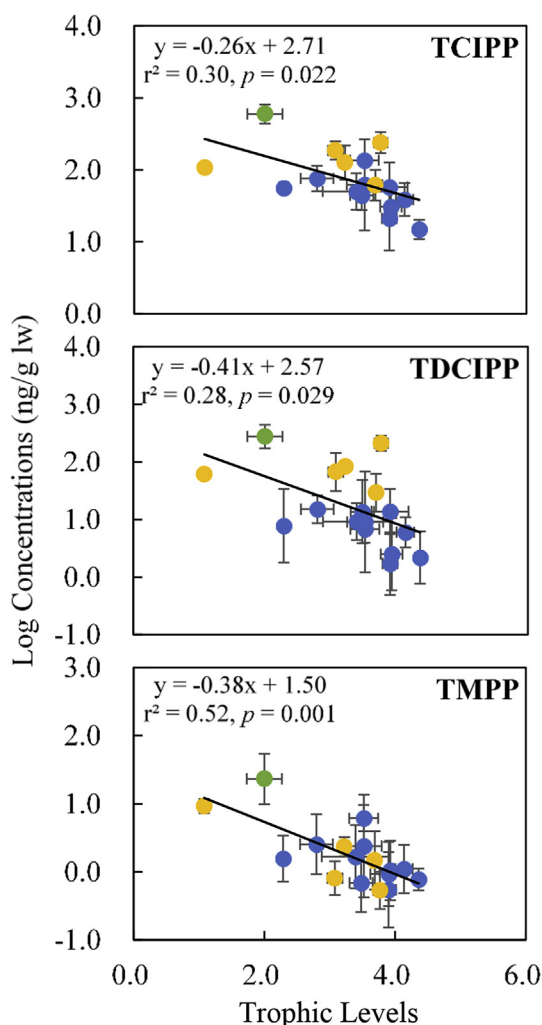 4.0
y = -0.26x + 2.71
TCIPP
r² = 0.30, p = 0.022
3.0
2.0
1.0
0.0
4.0
y = -0.41x + 2.57
TDCIPP
r² = 0.28, p = 0.029
3.0
2.0
1.0
0.0
-1.0
Log Concentrations (ng/g lw)
3.0
y = -0.38x + 1.50
TMPP
r² = 0.52, p = 0.001
2.0
1.0
0.0
-1.0
0.0 2.0 4.0 6.0
Trophic Levels